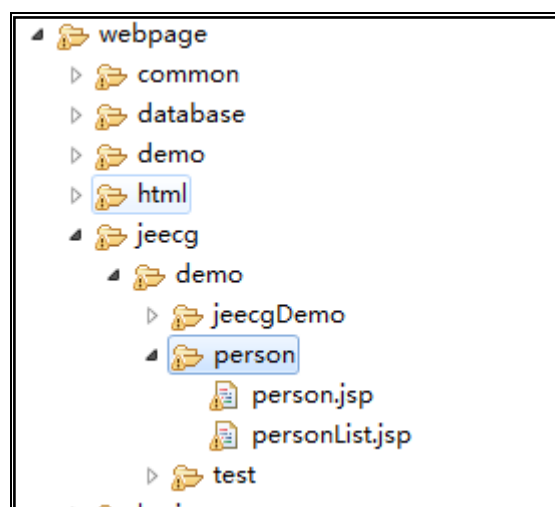 webpage
common
database
demo
html
jeecg
demo
jeecgDemo
person
person.jsp
personList.jsp
test